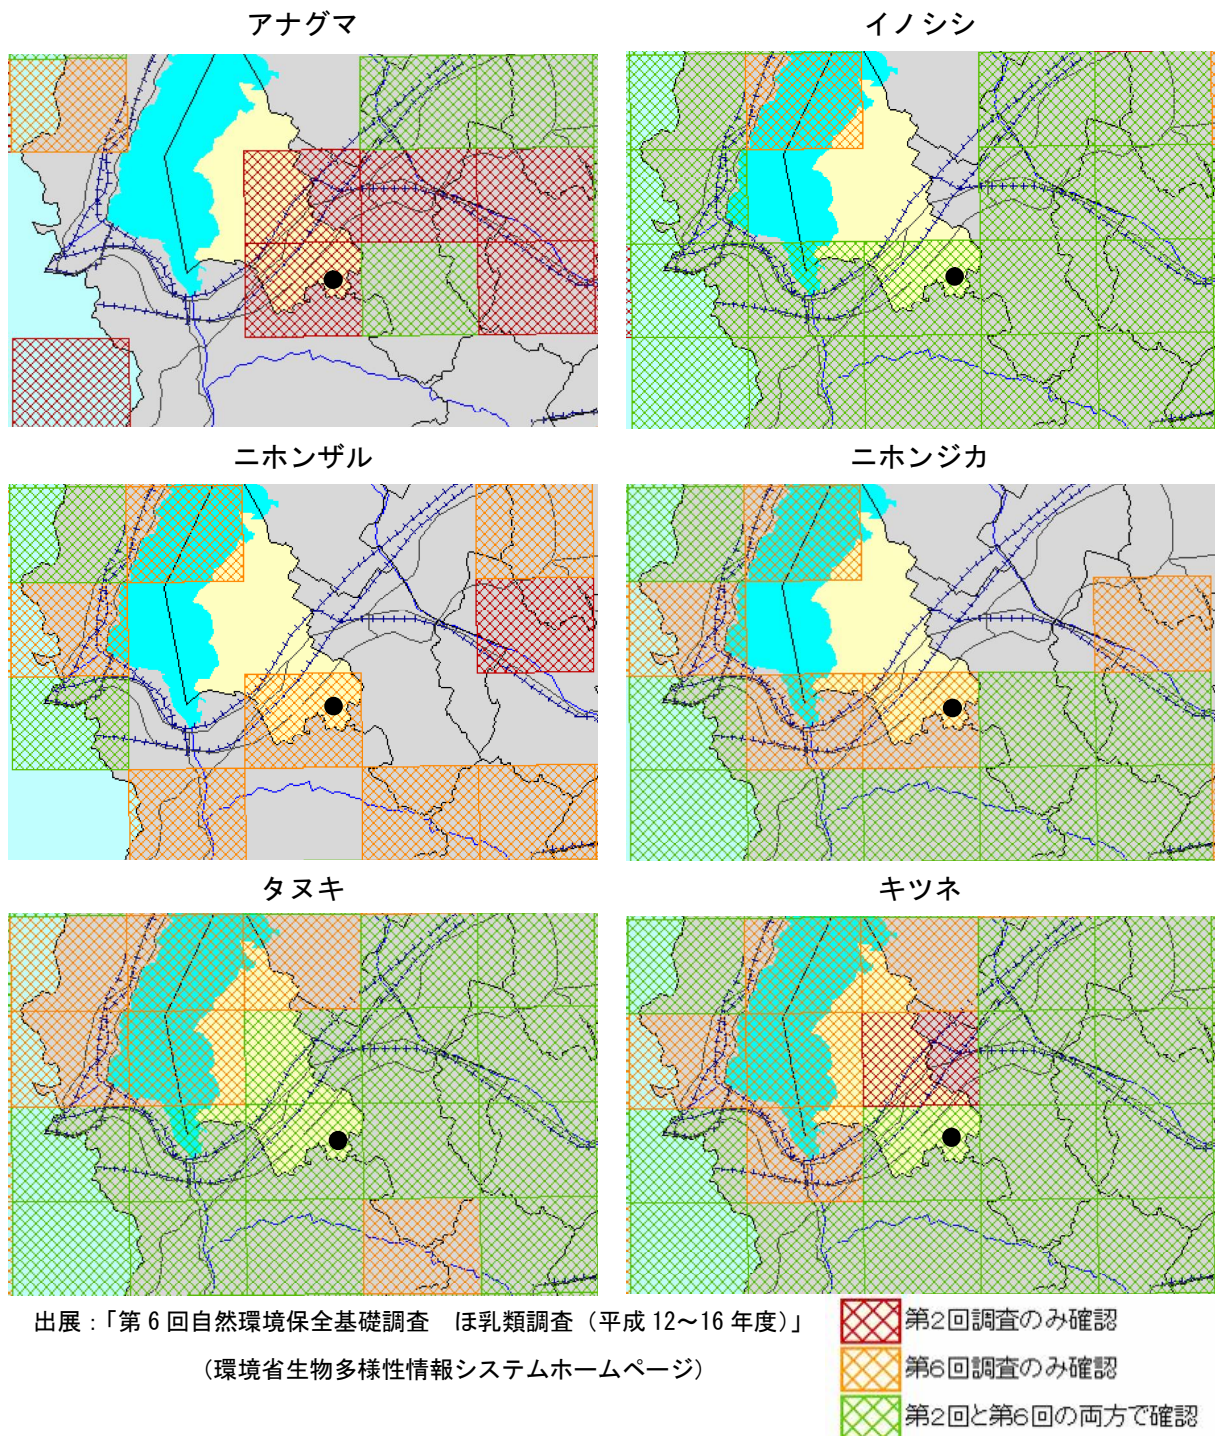 アナグマ
イノシシ
ニホンザル
ニホンジカ
タヌキ
キツネ
出展：「第6回自然環境保全基礎調査　ほ乳類調査（平成12～16年度）」
（環境省生物多様性情報システムホームページ）
第2回調査のみ確認
第6回調査のみ確認
第2回と第6回の両方で確認